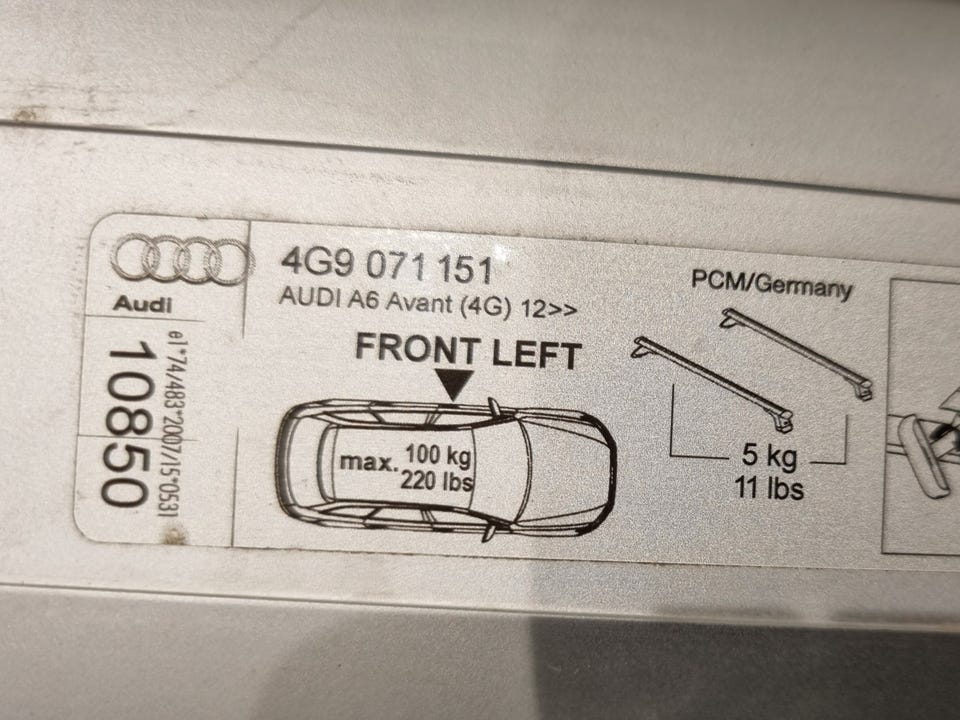 Audi
e1*74/483*2007/15*0531
10850
4G9 071 151
AUDI A6 Avant (4G) 12>>
FRONT LEFT
max. 100 kg
220 lbs
PCM/Germany
5 kg
11 lbs